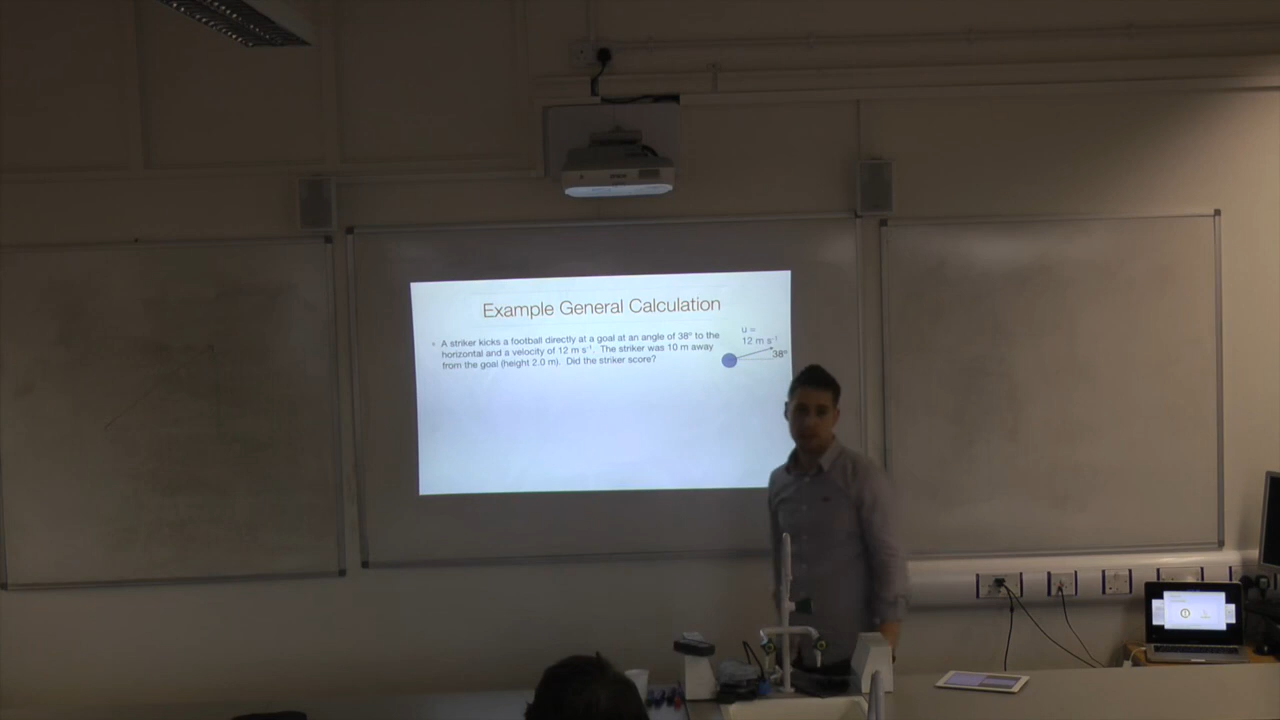 Example General Calculation
• A striker kicks a football directly at a goal at an angle of 38º to the
horizontal and a velocity of 12 m s⁻¹. The striker was 10 m away
from the goal (height 2.0 m). Did the striker score?
u =
12 m s⁻¹
38º